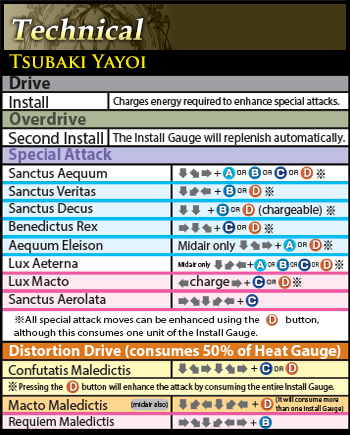 Technical
TSUBAKI YAYOI
Drive
Install Charges energy required to enhance special attacks.
Overdrive
Second Install The Install Gauge will replenish automatically.
Special Attack
Sanctus Aequum ⬇⬊➡ + A OR B OR C OR D ※
Sanctus Veritas ⬇⬋⬅ + B OR D ※
Sanctus Decus ⬇⬇ + B OR D (chargeable) ※
Benedictus Rex ➡⬇⬊ + C OR D ※
Aequum Eleison Midair only ⬇⬊➡ + A OR D ※
Lux Aeterna Midair only ⬇⬋⬅ + A OR B OR C OR D ※
Lux Macto ⬅ charge ➡ + C OR D ※
Sanctus Aerolata ➡⬊⬇⬋⬅ + C
※All special attack moves can be enhanced using the D button,
although this consumes one unit of the Install Gauge.
Distortion Drive (consumes 50% of Heat Gauge)
Confutatis Maledictis ⬇⬊➡⬇⬊➡ + C OR D
※Pressing the D button will enhance the attack by consuming the entire Install Gauge.
Macto Maledictis (midair also) ⬇⬋⬅⬇⬋⬅ + D (It will consume more
than one Install Gauge)
Requiem Maledictis ➡⬊⬇⬋⬅➡ + B